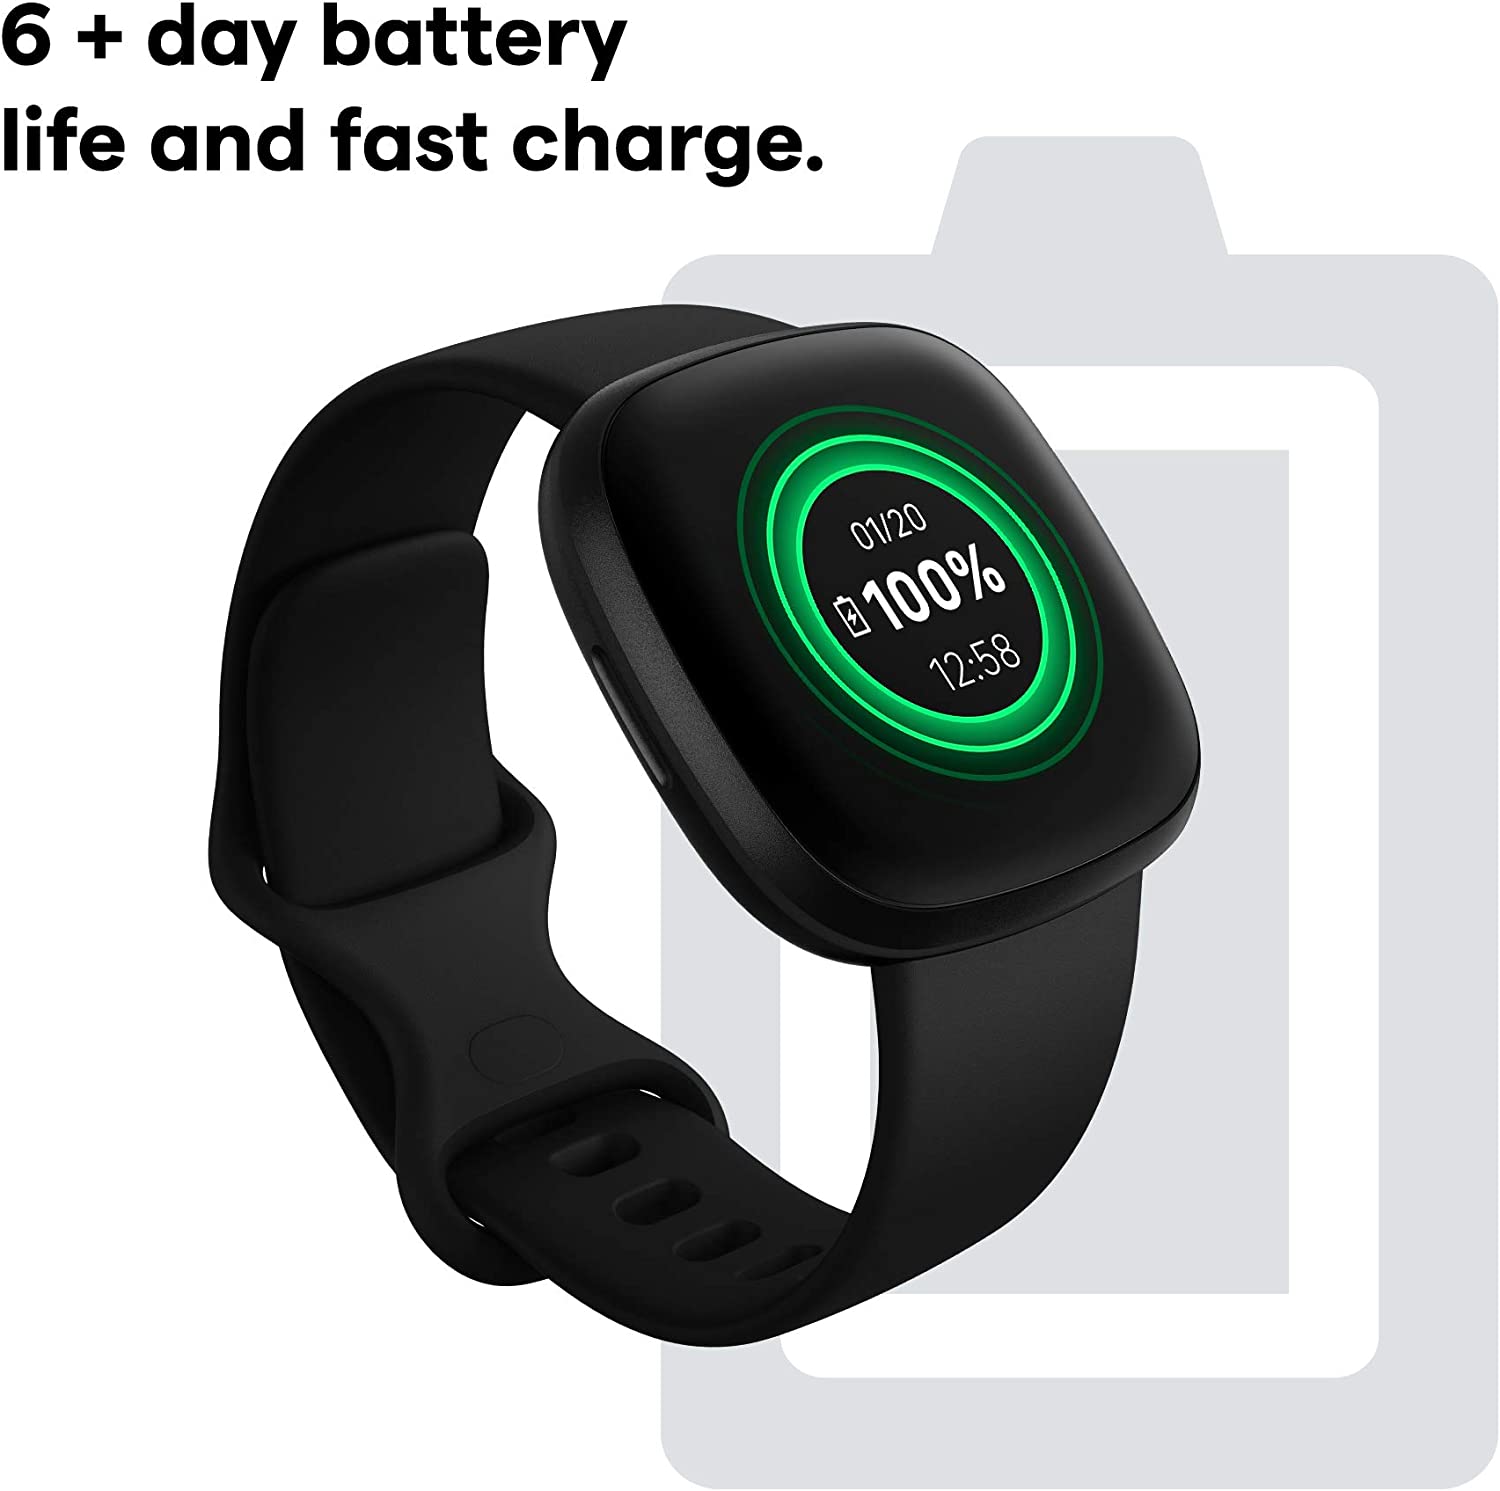 6 + day battery
life and fast charge.
01/20
100%
12:58